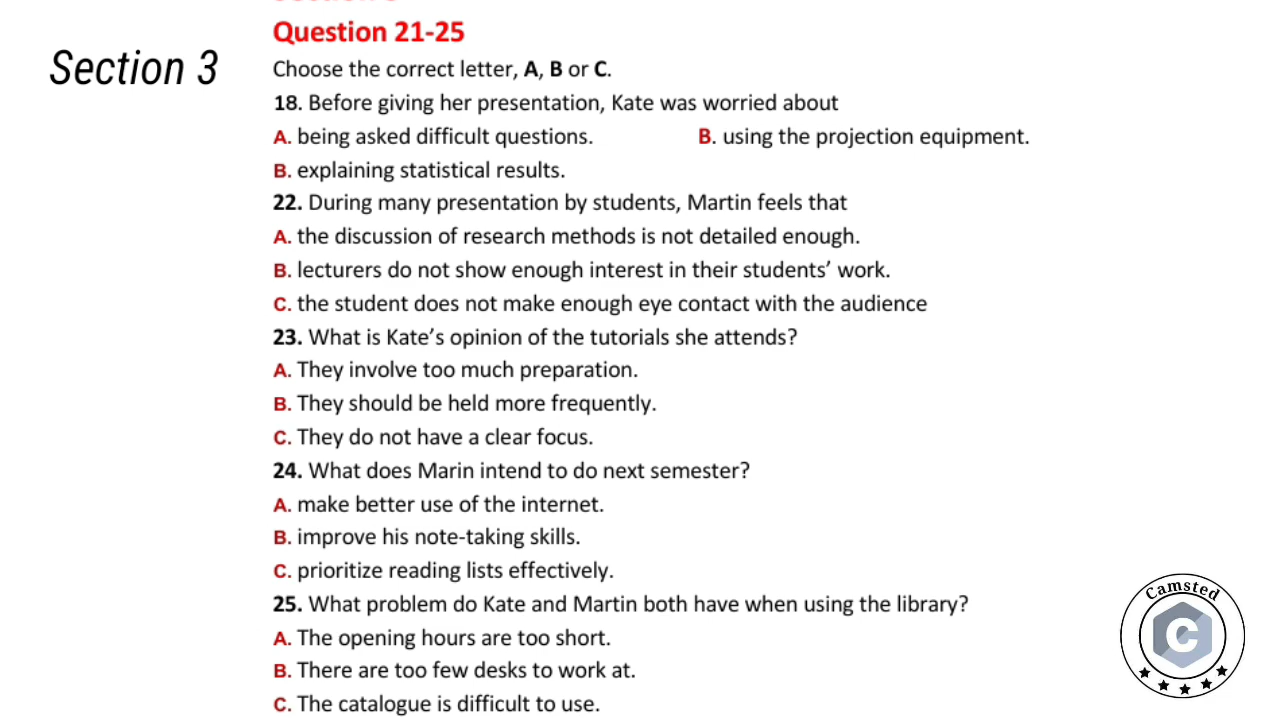 Question 21-25
Section 3
Choose the correct letter, A, B or C.
18. Before giving her presentation, Kate was worried about
A. being asked difficult questions. B. using the projection equipment.
B. explaining statistical results.
22. During many presentation by students, Martin feels that
A. the discussion of research methods is not detailed enough.
B. lecturers do not show enough interest in their students’ work.
C. the student does not make enough eye contact with the audience
23. What is Kate’s opinion of the tutorials she attends?
A. They involve too much preparation.
B. They should be held more frequently.
C. They do not have a clear focus.
24. What does Marin intend to do next semester?
A. make better use of the internet.
B. improve his note-taking skills.
C. prioritize reading lists effectively.
25. What problem do Kate and Martin both have when using the library?
A. The opening hours are too short.
B. There are too few desks to work at.
C. The catalogue is difficult to use.
Camsted
C